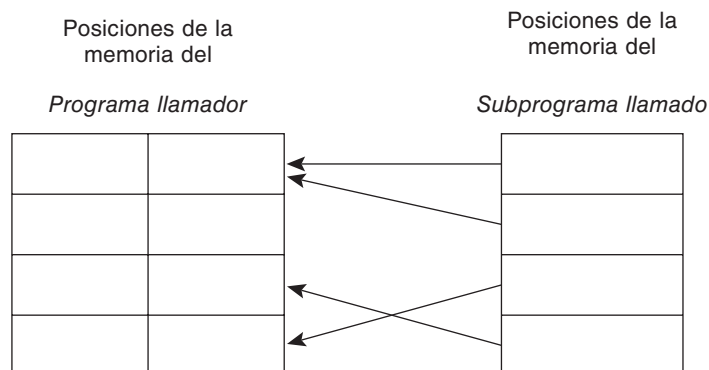 Posiciones de la
memoria del
Programa llamador
Posiciones de la
memoria del
Subprograma llamado